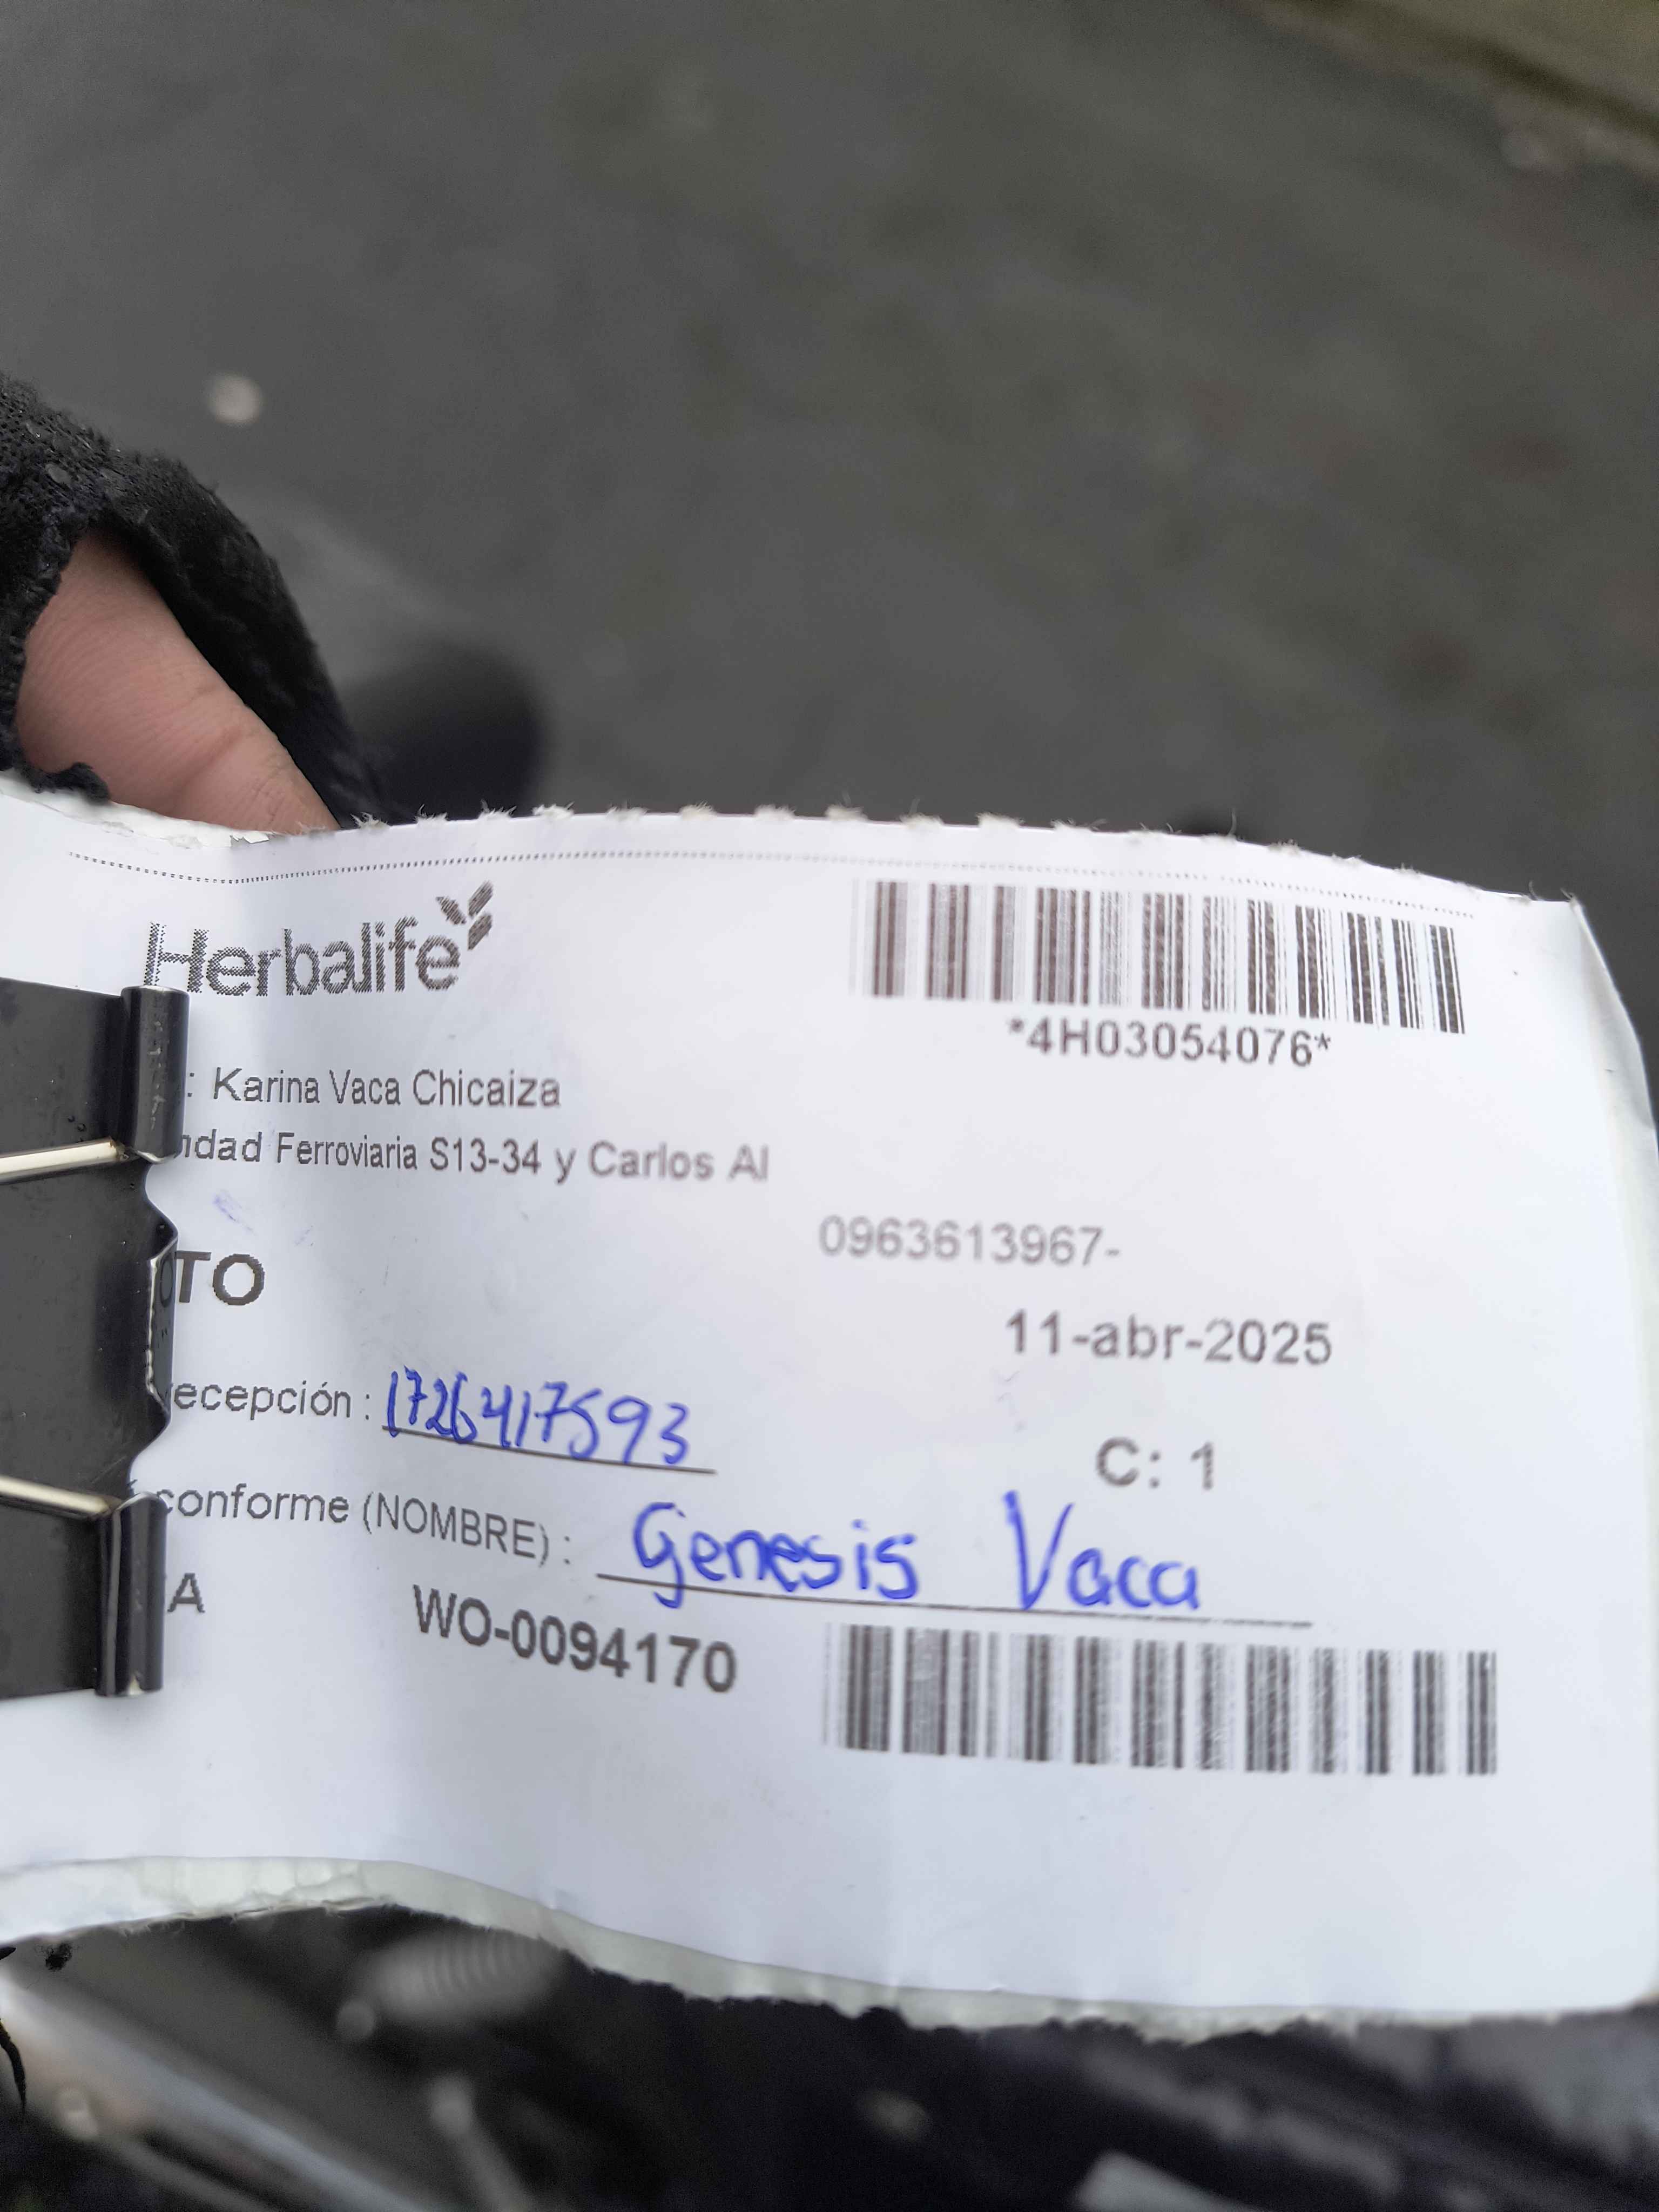 Herbalife
*4H03054076*
: Karina Vaca Chicaiza
ndad Ferroviaria S13-34 y Carlos Al
0963613967-
TO
11-abr-2025
ecepción : 1726417593
C: 1
conforme (NOMBRE) : Genesis Vaca
A
WO-0094170